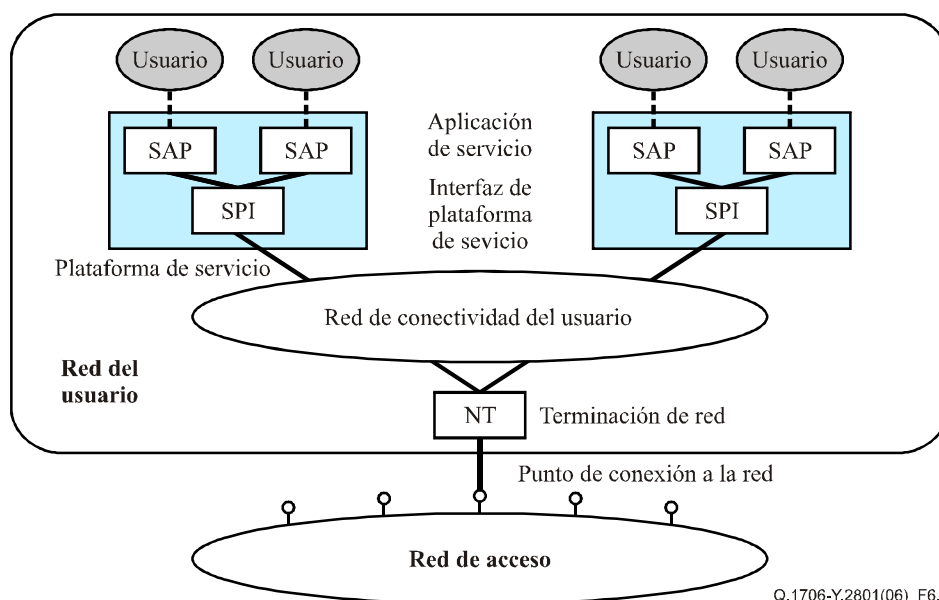 Usuario
Usuario
Usuario
Usuario
SAP
SAP
Aplicación
de servicio
SAP
SAP
SPI
Interfaz de
plataforma
de sevicio
SPI
Plataforma de servicio
Red de conectividad del usuario
Red del
usuario
NT
Terminación de red
Punto de conexión a la red
Red de acceso
Q.1706-Y.2801(06)_F6.